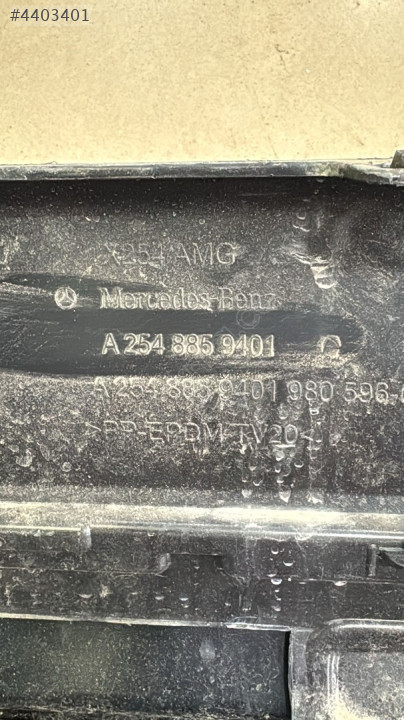 #4403401
X254 AMG
Mercedes-Benz
A 254 885 9401
A 254 885 9401 980 596-
>PP-EPDM-TV20<